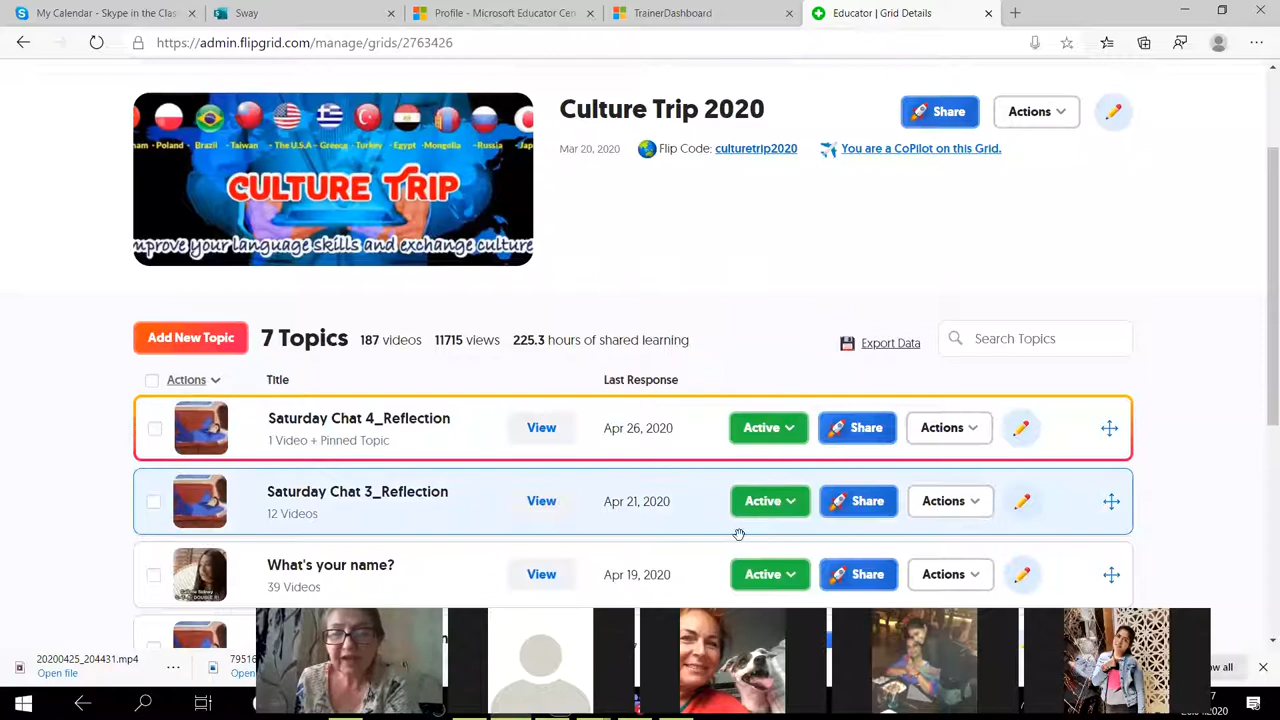 My Calendar - Skype in the Clas
Sway
Profile - Microsoft Educator Cen
TrainerDashboard
Educator | Grid Details
https://admin.flipgrid.com/manage/grids/2763426
-Poland -Brazil -Taiwan -The U.S.A -Greece -Turkey -Egypt -Mongolia -Russia
CULTURE TRIP
mprove your language skills and exchange culture
Culture Trip 2020
Share
Actions
Mar 20, 2020
Flip Code: culturetrip2020
You are a CoPilot on this Grid.
Add New Topic
7 Topics
187 videos
11715 views
225.3 hours of shared learning
Export Data
Search Topics
Actions
Title
Last Response
Saturday Chat 4_Reflection
1 Video + Pinned Topic
View
Apr 26, 2020
Active
Share
Actions
Saturday Chat 3_Reflection
12 Videos
View
Apr 21, 2020
Active
Share
Actions
What's your name?
39 Videos
View
Apr 19, 2020
Active
Share
Actions
20200425_204431.mp4
Open file
79516
Open
ow all